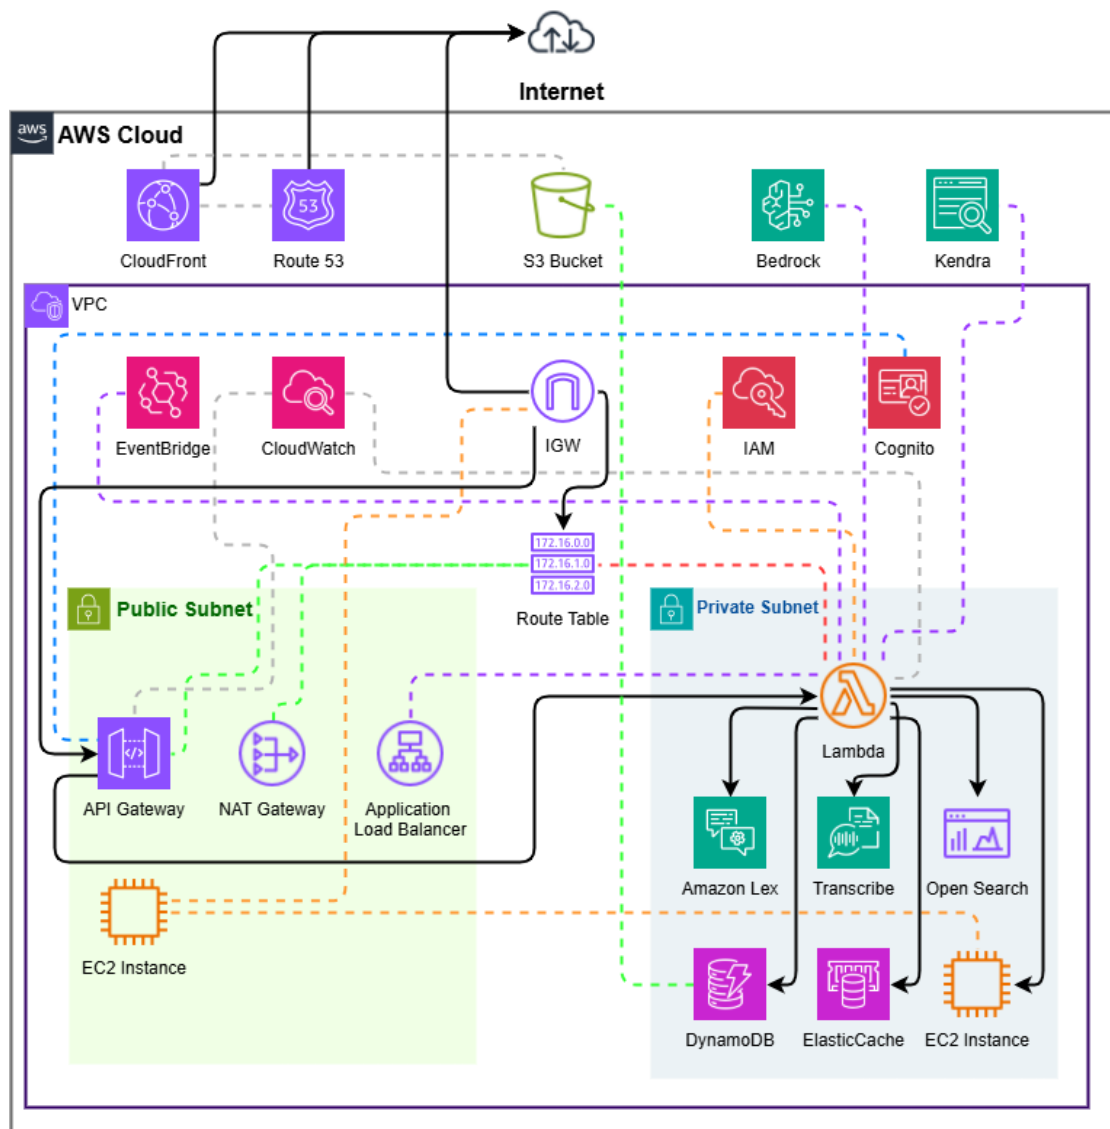 Internet
aws
AWS Cloud
53
CloudFront
Route 53
S3 Bucket
Bedrock
Kendra
VPC
EventBridge
CloudWatch
IGW
IAM
Cognito
172.16.0.0
172.16.1.0
172.16.2.0
Route Table
Public Subnet
Private Subnet
</>
API Gateway
NAT Gateway
Application
Load Balancer
Lambda
Amazon Lex
Transcribe
Open Search
EC2 Instance
DynamoDB
ElasticCache
EC2 Instance